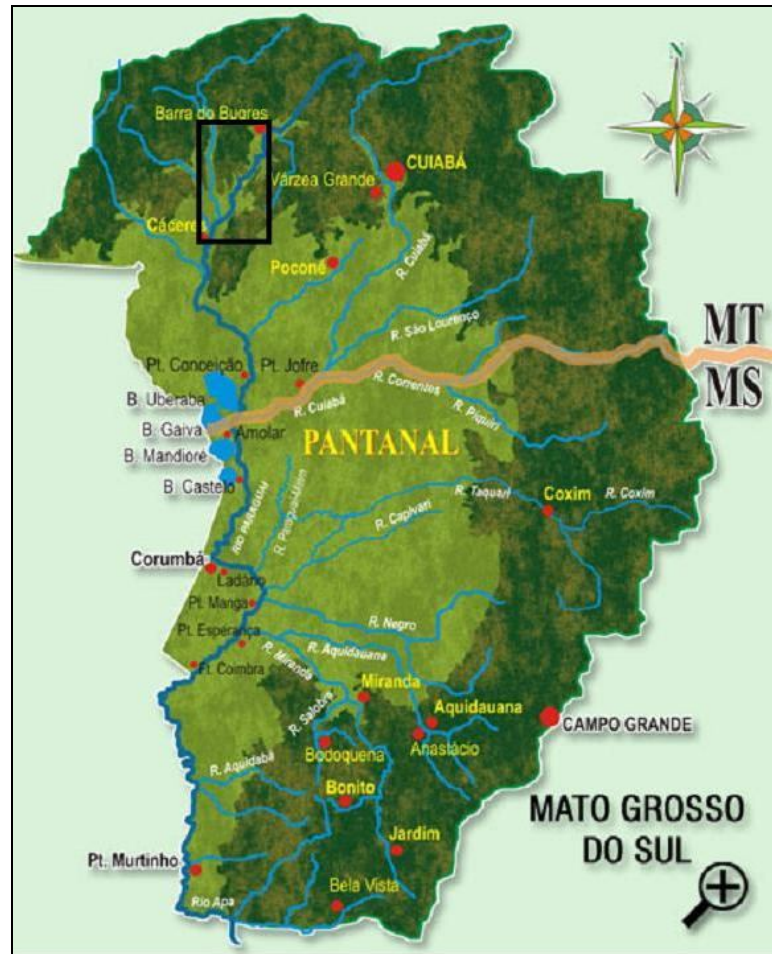 N
Barra do Bugres
CUIABÁ
Várzea Grande
Cáceres
Poconé
R. Cuiabá
R. São Lourenço
MT
MS
Pt. Conceição
Pt. Jofre
R. Correntes
B. Uberaba
R. Cuiabá
R. Piquiri
B. Gaiva
Amolar
PANTANAL
B. Mandioré
B. Castelo
RIO PARAGUAI
R. Taquari
Coxim
R. Coxim
R. Capivari
Corumbá
Ladário
Pt. Manga
R. Negro
Pt. Esperança
R. Aquidauana
R. Miranda
Ft. Coimbra
Miranda
R. Salobra
Aquidauana
CAMPO GRANDE
Anastácio
Bodoquena
R. Aquidabã
Bonito
MATO GROSSO
DO SUL
Jardim
Pt. Murtinho
Bela Vista
Rio Apa